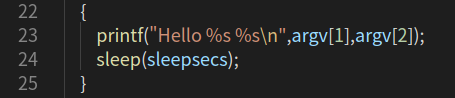 22 {
23 printf("Hello %s %s\n",argv[1],argv[2]);
24 sleep(sleepsecs);
25 }